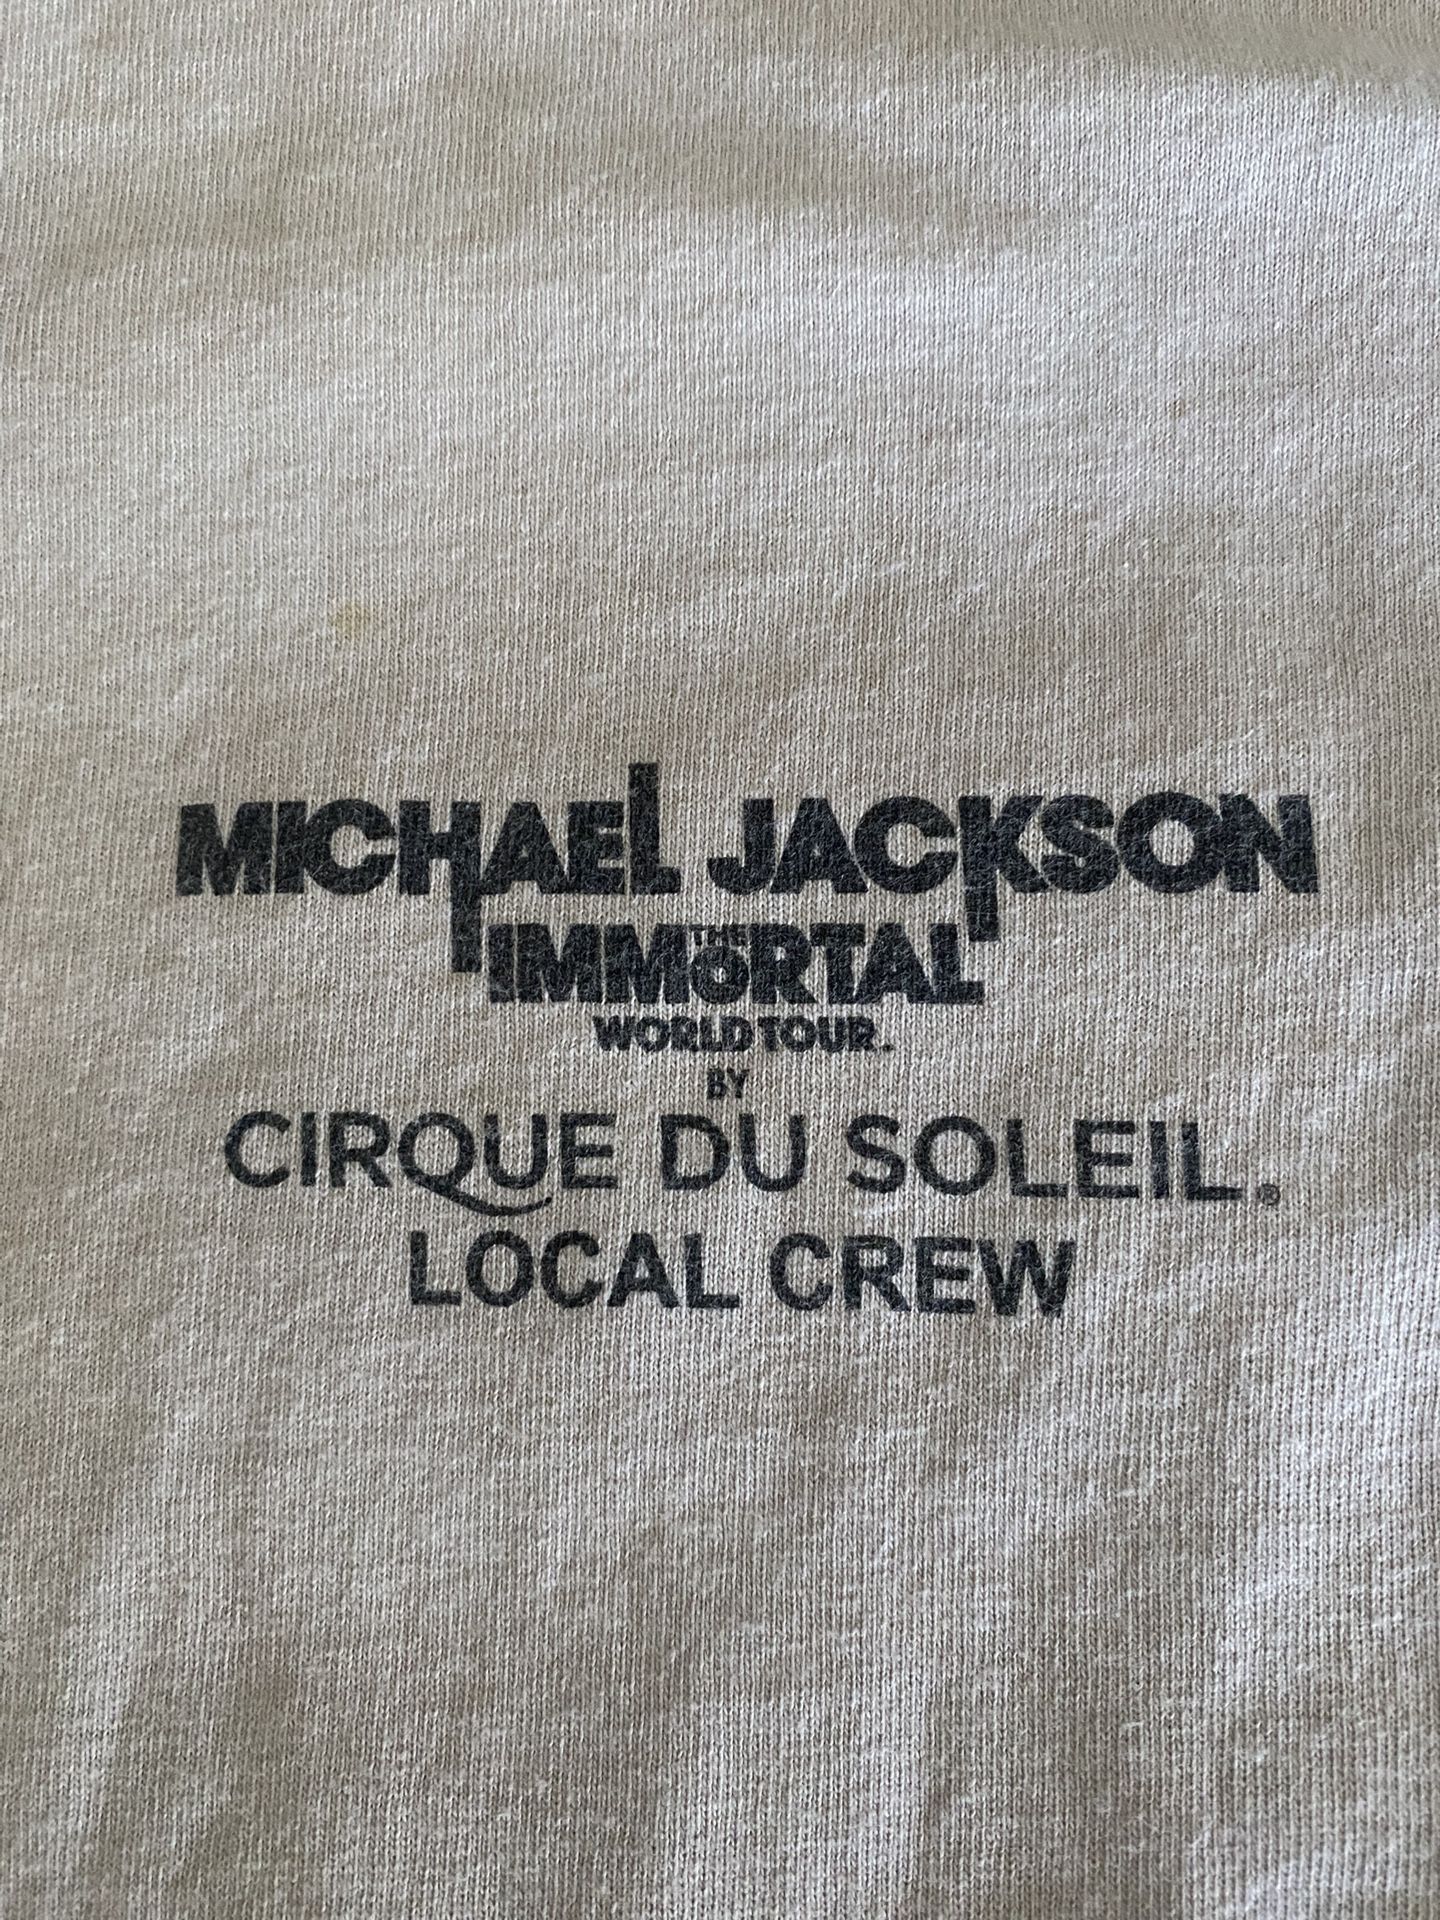 MICHAEL JACKSON
THE
IMMORTAL
WORLD TOUR.
BY
CIRQUE DU SOLEIL®
LOCAL CREW